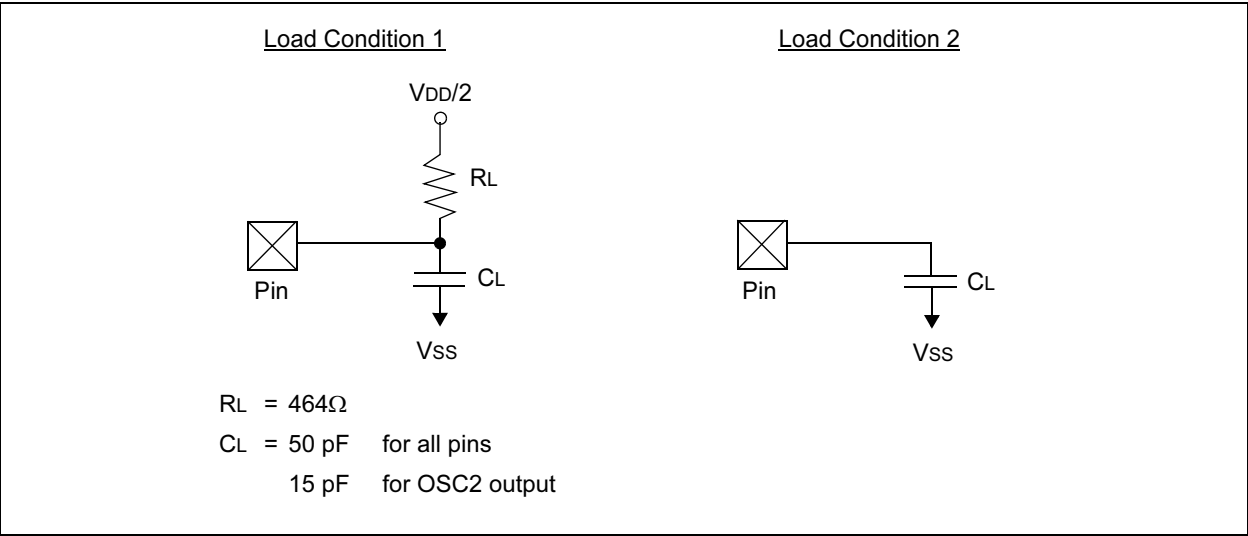 Load Condition 1
Load Condition 2
VDD/2
RL
Pin
CL
VSS
Pin
CL
VSS
RL = 464Ω
CL = 50 pF for all pins
15 pF for OSC2 output